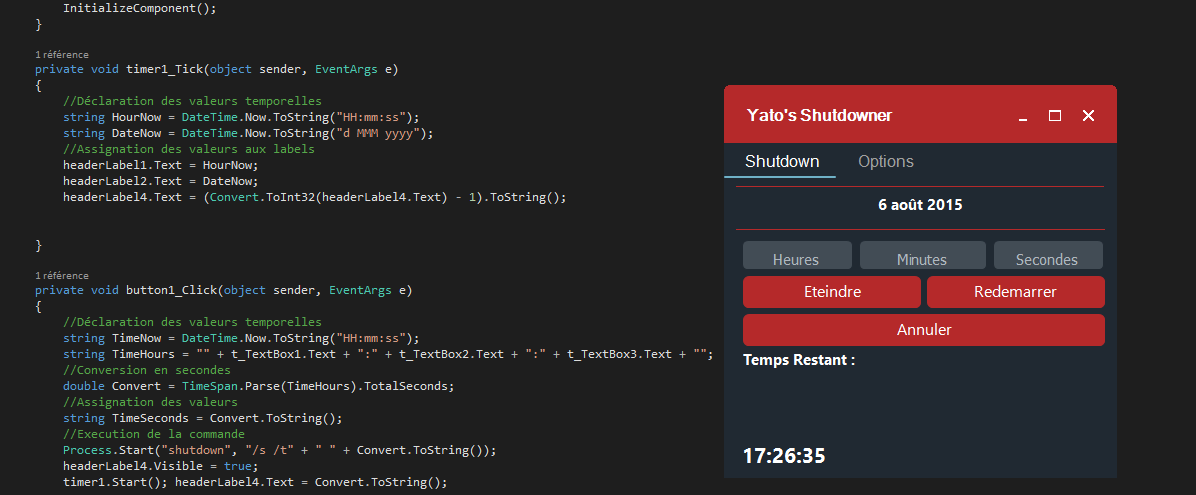 InitializeComponent();
}
1 référence
private void timer1_Tick(object sender, EventArgs e)
{
//Déclaration des valeurs temporelles
string HourNow = DateTime.Now.ToString("HH:mm:ss");
string DateNow = DateTime.Now.ToString("d MMM yyyy");
//Assignation des valeurs aux labels
headerLabel1.Text = HourNow;
headerLabel2.Text = DateNow;
headerLabel4.Text = (Convert.ToInt32(headerLabel4.Text) - 1).ToString();
}
1 référence
private void button1_Click(object sender, EventArgs e)
{
//Déclaration des valeurs temporelles
string TimeNow = DateTime.Now.ToString("HH:mm:ss");
string TimeHours = "" + t_TextBox1.Text + ":" + t_TextBox2.Text + ":" + t_TextBox3.Text + "";
//Conversion en secondes
double Convert = TimeSpan.Parse(TimeHours).TotalSeconds;
//Assignation des valeurs
string TimeSeconds = Convert.ToString();
//Execution de la commande
Process.Start("shutdown", "/s /t" + " " + Convert.ToString());
headerLabel4.Visible = true;
timer1.Start(); headerLabel4.Text = Convert.ToString();
Yato's Shutdowner
Shutdown Options
6 août 2015
Heures Minutes Secondes
Eteindre Redemarrer
Annuler
Temps Restant :
17:26:35